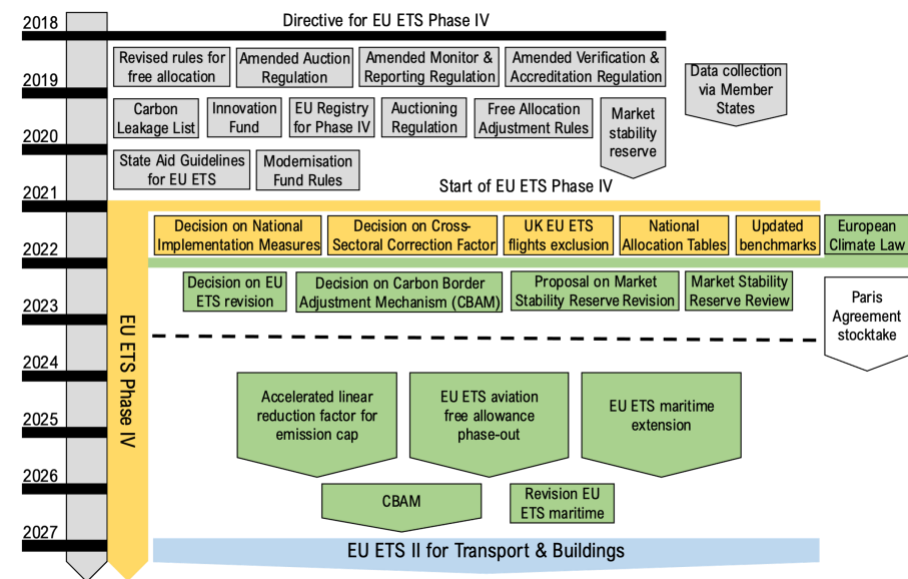 2018
Directive for EU ETS Phase IV
Revised rules for
free allocation
Amended Auction
Regulation
Amended Monitor &
Reporting Regulation
Amended Verification &
Accreditation Regulation
2019
Data collection
via Member
States
Carbon
Leakage List
Innovation
Fund
EU Registry
for Phase IV
Auctioning
Regulation
Free Allocation
Adjustment Rules
Market
stability
reserve
2020
State Aid Guidelines
for EU ETS
Modernisation
Fund Rules
2021
Start of EU ETS Phase IV
EU ETS Phase IV
Decision on National
Implementation Measures
Decision on Cross-
Sectoral Correction Factor
UK EU ETS
flights exclusion
National
Allocation Tables
Updated
benchmarks
European
Climate Law
2022
Decision on EU
ETS revision
Decision on Carbon Border
Adjustment Mechanism (CBAM)
Proposal on Market
Stability Reserve Revision
Market Stability
Reserve Review
Paris
Agreement
stocktake
2023
2024
Accelerated linear
reduction factor for
emission cap
EU ETS aviation
free allowance
phase-out
EU ETS maritime
extension
2025
2026
CBAM
Revision EU
ETS maritime
2027
EU ETS II for Transport & Buildings